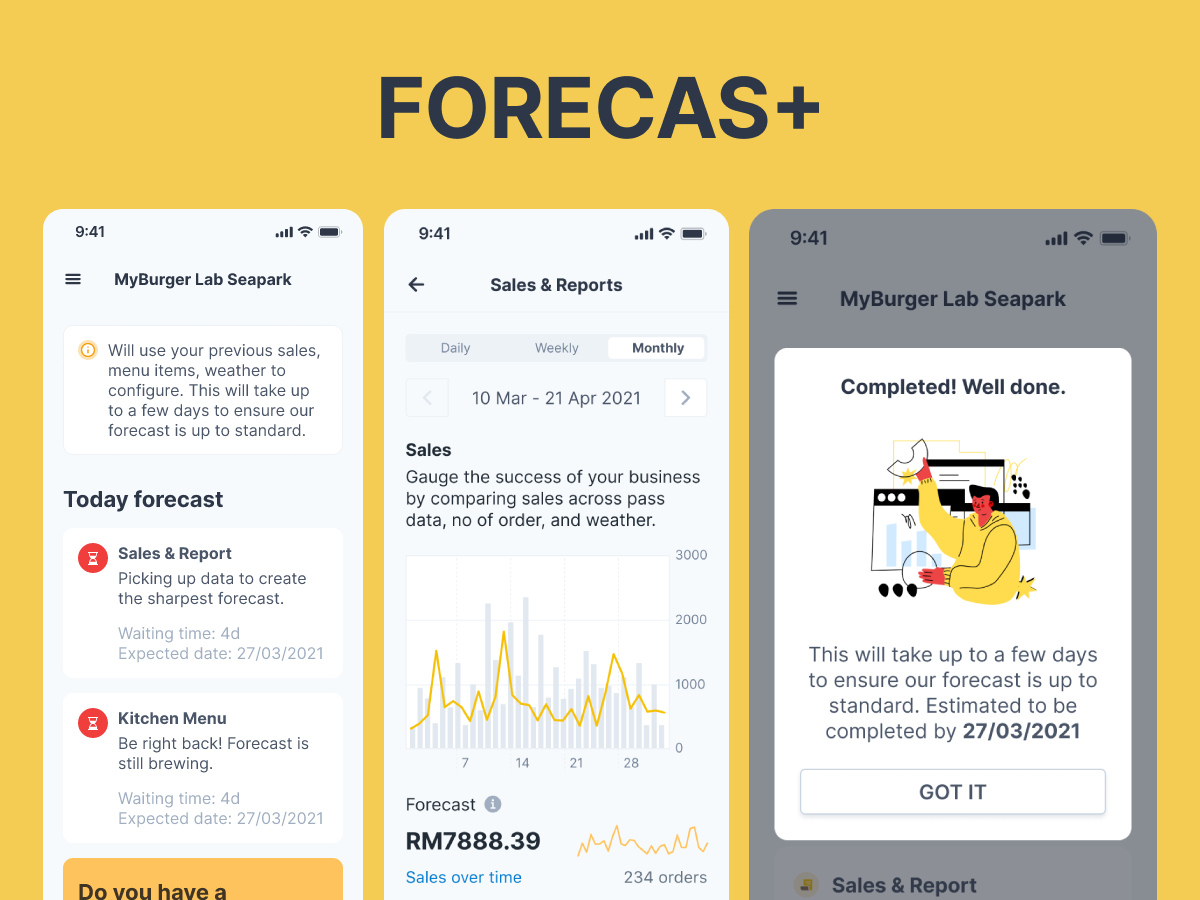 FORECAS+
9:41
MyBurger Lab Seapark
Will use your previous sales,
menu items, weather to
configure. This will take up
to a few days to ensure our
forecast is up to standard.
Today forecast
Sales & Report
Picking up data to create
the sharpest forecast.
Waiting time: 4d
Expected date: 27/03/2021
Kitchen Menu
Be right back! Forecast is
still brewing.
Waiting time: 4d
Expected date: 27/03/2021
Do you have a
9:41
Sales & Reports
Daily Weekly Monthly
10 Mar - 21 Apr 2021
Sales
Gauge the success of your business
by comparing sales across pass
data, no of order, and weather.
3000
2000
1000
0
7 14 21 28
Forecast
RM7888.39
Sales over time 234 orders
9:41
MyBurger Lab Seapark
Completed! Well done.
This will take up to a few days
to ensure our forecast is up to
standard. Estimated to be
completed by 27/03/2021
GOT IT
Sales & Report